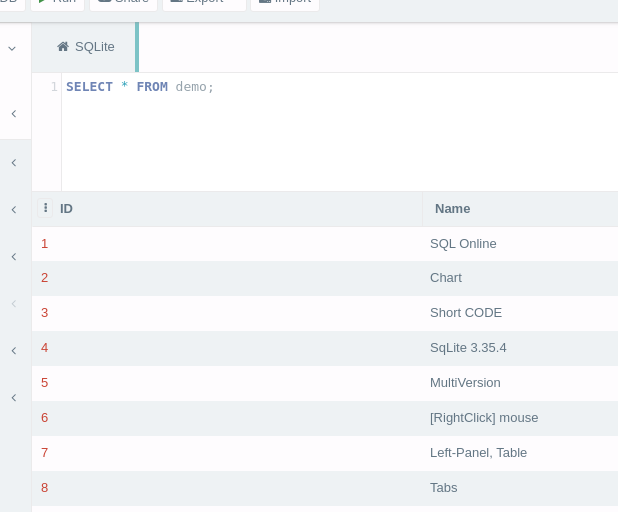 DB Run Share Export Import
SQLite
1 SELECT * FROM demo;
ID Name
1 SQL Online
2 Chart
3 Short CODE
4 SqLite 3.35.4
5 MultiVersion
6 [RightClick] mouse
7 Left-Panel, Table
8 Tabs